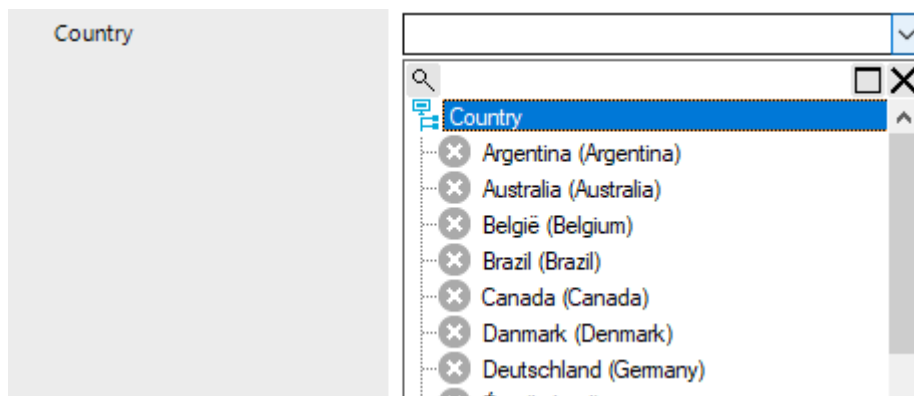 Country
Country
Argentina (Argentina)
Australia (Australia)
België (Belgium)
Brazil (Brazil)
Canada (Canada)
Danmark (Denmark)
Deutschland (Germany)